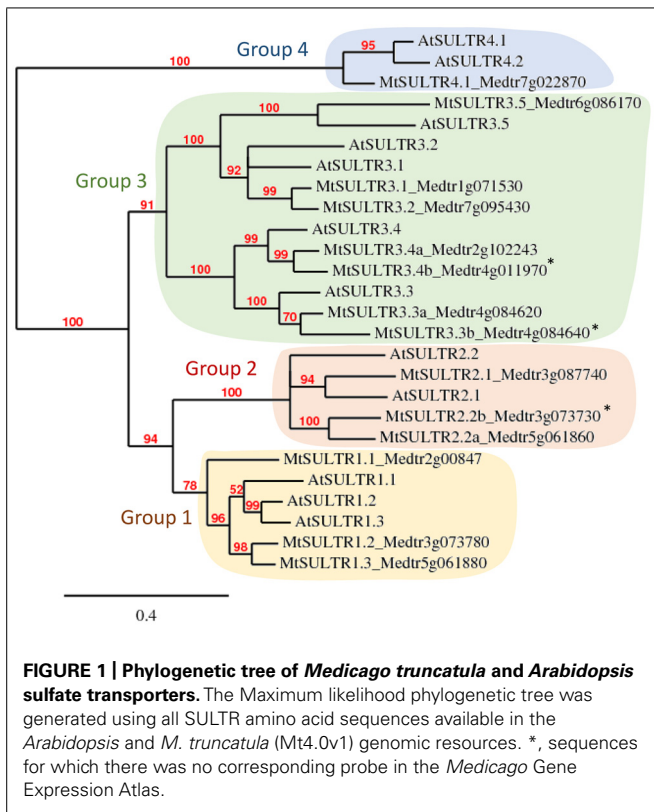 Group 4
95
AtSULTR4.1
AtSULTR4.2
100
MtSULTR4.1_Medtr7g022870
MtSULTR3.5_Medtr6g086170
100
AtSULTR3.5
100
AtSULTR3.2
92
AtSULTR3.1
Group 3
99
MtSULTR3.1_Medtr1g071530
91
MtSULTR3.2_Medtr7g095430
AtSULTR3.4
99
99
MtSULTR3.4a_Medtr2g102243
100
MtSULTR3.4b_Medtr4g011970*
AtSULTR3.3
100
70
MtSULTR3.3a_Medtr4g084620
100
MtSULTR3.3b_Medtr4g084640*
AtSULTR2.2
Group 2
94
MtSULTR2.1_Medtr3g087740
100
AtSULTR2.1
100
MtSULTR2.2b_Medtr3g073730*
94
MtSULTR2.2a_Medtr5g061860
MtSULTR1.1_Medtr2g00847
78
52
AtSULTR1.1
99
AtSULTR1.2
Group 1
96
AtSULTR1.3
98
MtSULTR1.2_Medtr3g073780
MtSULTR1.3_Medtr5g061880
0.4
FIGURE 1 | Phylogenetic tree of Medicago truncatula and Arabidopsis
sulfate transporters. The Maximum likelihood phylogenetic tree was
generated using all SULTR amino acid sequences available in the
Arabidopsis and M. truncatula (Mt4.0v1) genomic resources. *, sequences
for which there was no corresponding probe in the Medicago Gene
Expression Atlas.